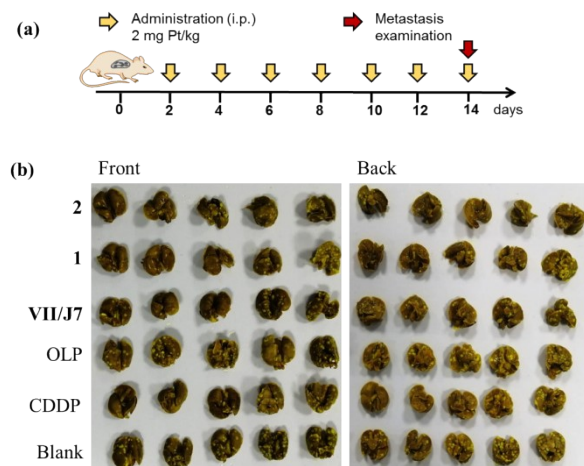 (a)
Administration (i.p.)
2 mg Pt/kg
Metastasis
examination
0 2 4 6 8 10 12 14 days
(b)
Front
Back
2
1
VII/J7
OLP
CDDP
Blank